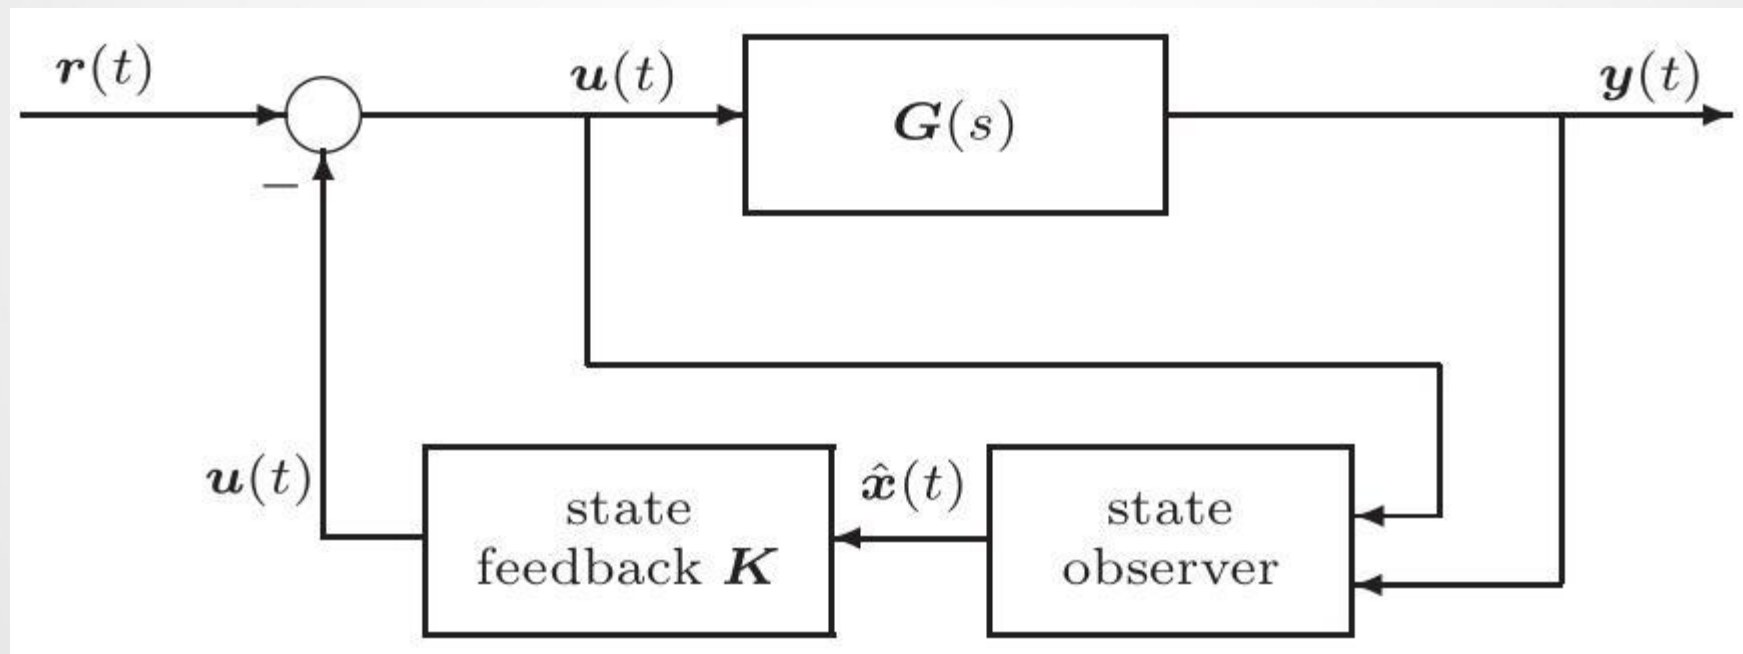 r(t)
u(t)
G(s)
y(t)
−
u(t)
state
feedback K
x̂(t)
state
observer